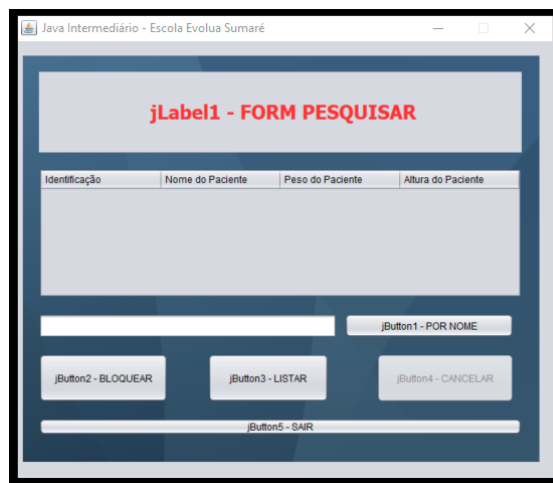 Java Intermediário - Escola Evolua Sumaré
jLabel1 - FORM PESQUISAR
Identificação Nome do Paciente Peso do Paciente Altura do Paciente
jButton1 - POR NOME
jButton2 - BLOQUEAR jButton3 - LISTAR jButton4 - CANCELAR
jButton5 - SAIR